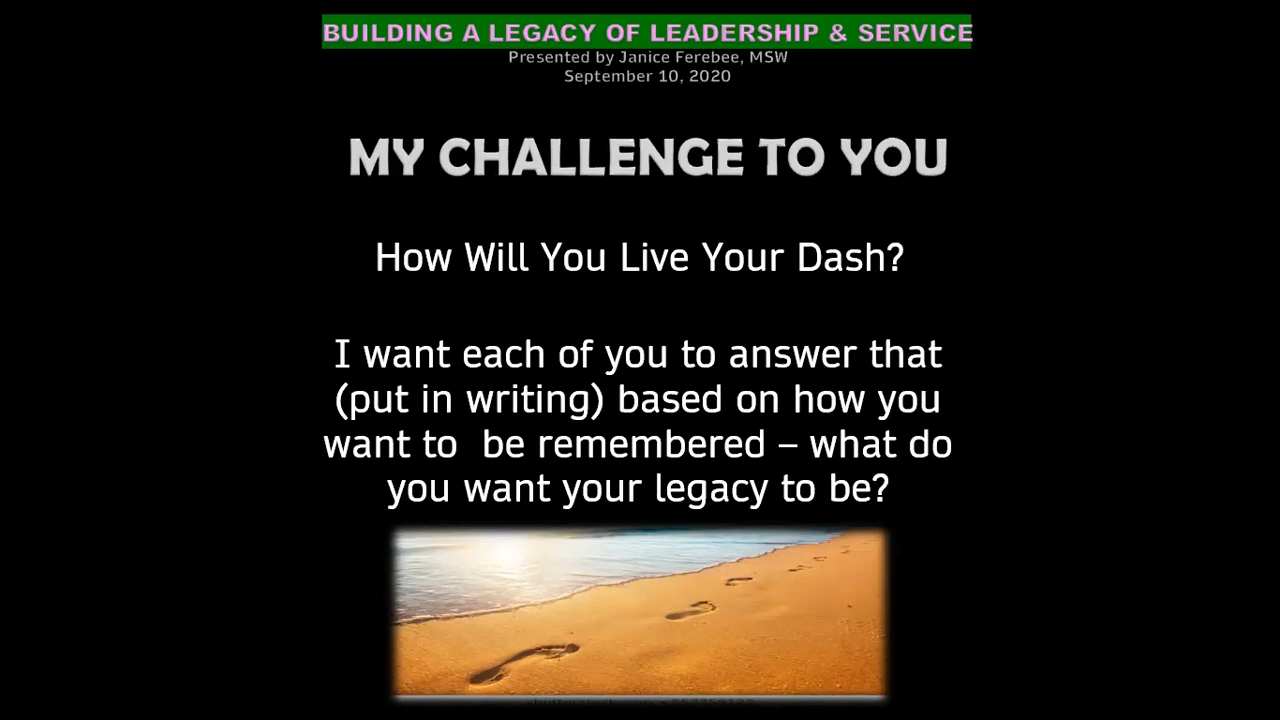 BUILDING A LEGACY OF LEADERSHIP & SERVICE
Presented by Janice Ferebee, MSW
September 10, 2020
MY CHALLENGE TO YOU
How Will You Live Your Dash?
I want each of you to answer that
(put in writing) based on how you
want to be remembered – what do
you want your legacy to be?